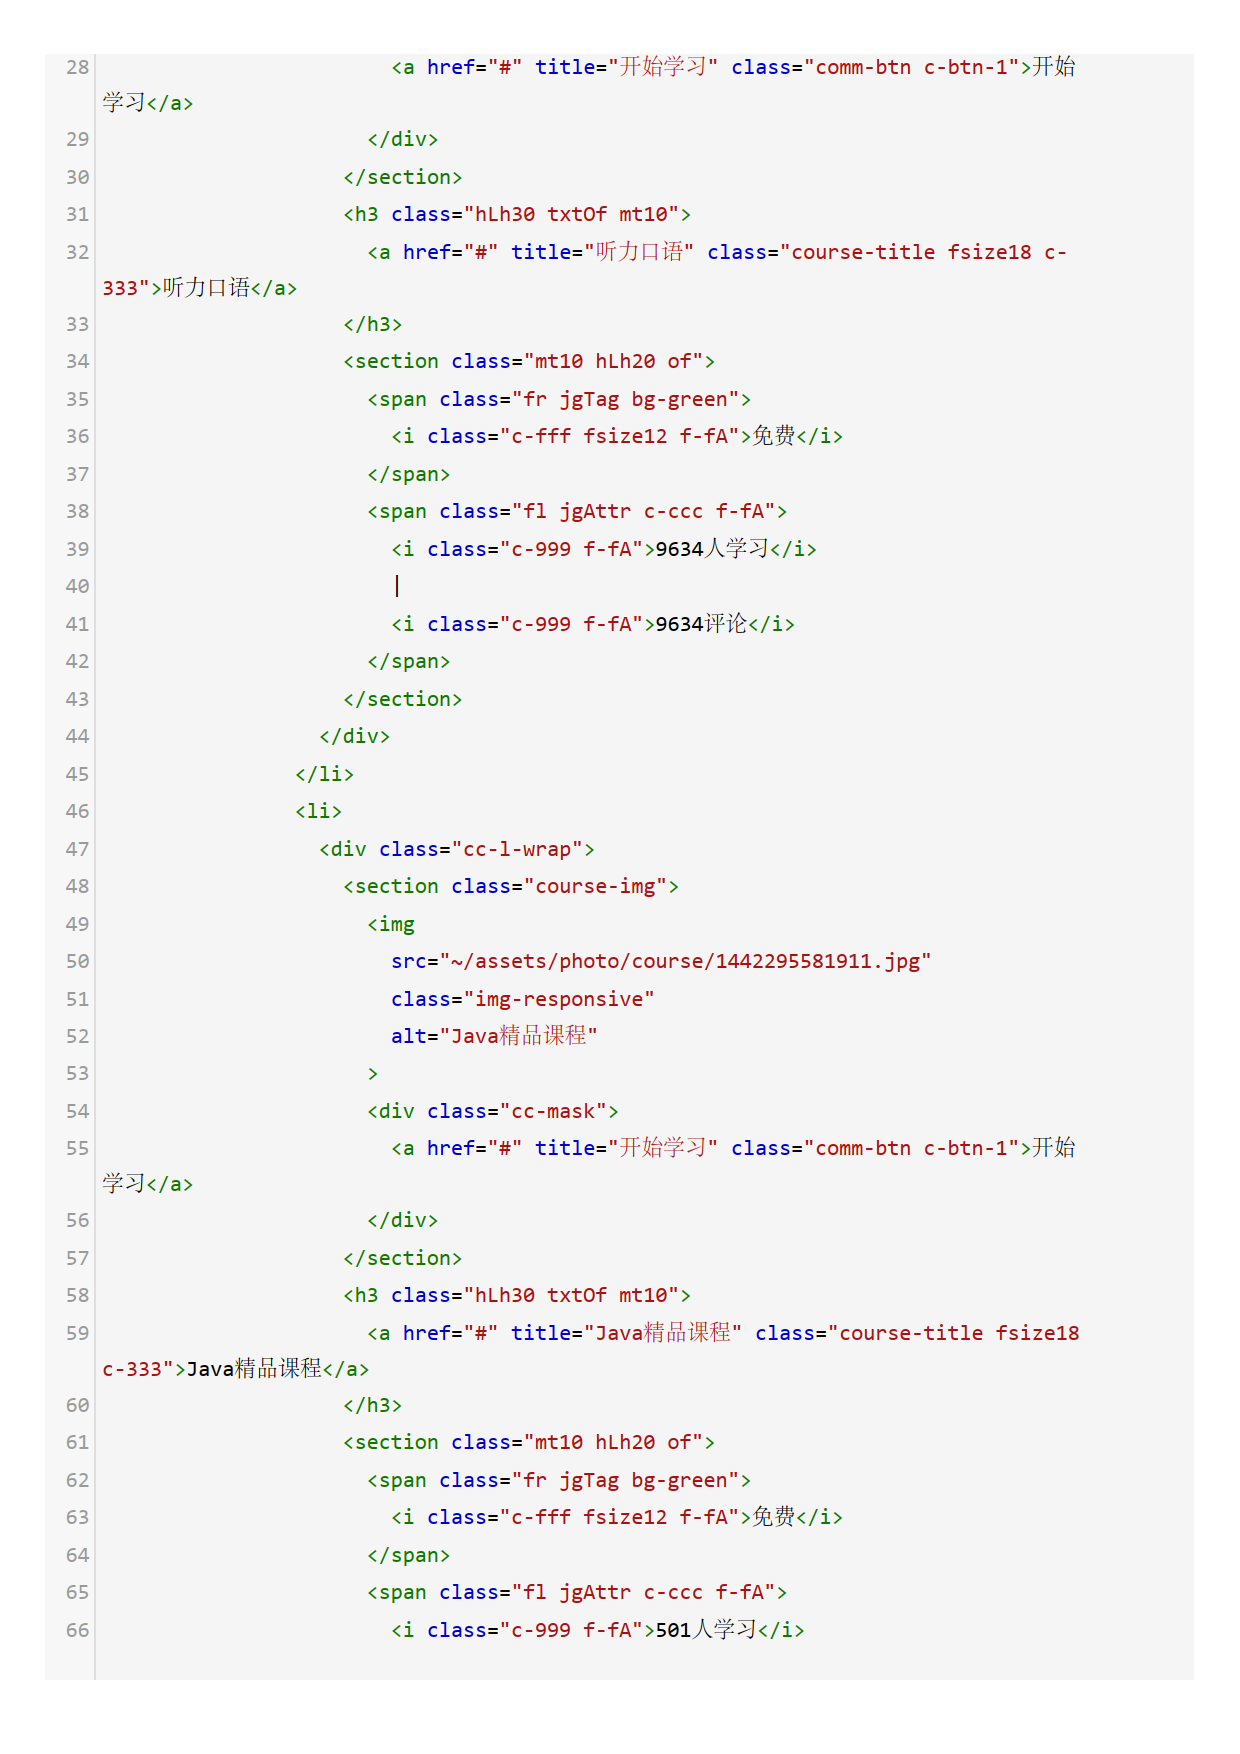 28                        <a href="#" title="开始学习" class="comm-btn c-btn-1">开始
学习</a>
29                      </div>
30                    </section>
31                    <h3 class="hLh30 txtOf mt10">
32                      <a href="#" title="听力口语" class="course-title fsize18 c-
333">听力口语</a>
33                    </h3>
34                    <section class="mt10 hLh20 of">
35                      <span class="fr jgTag bg-green">
36                        <i class="c-fff fsize12 f-fA">免费</i>
37                      </span>
38                      <span class="fl jgAttr c-ccc f-fA">
39                        <i class="c-999 f-fA">9634人学习</i>
40                        |
41                        <i class="c-999 f-fA">9634评论</i>
42                      </span>
43                    </section>
44                  </div>
45                </li>
46                <li>
47                  <div class="cc-l-wrap">
48                    <section class="course-img">
49                      <img
50                        src="~/assets/photo/course/1442295581911.jpg"
51                        class="img-responsive"
52                        alt="Java精品课程"
53                      >
54                      <div class="cc-mask">
55                        <a href="#" title="开始学习" class="comm-btn c-btn-1">开始
学习</a>
56                      </div>
57                    </section>
58                    <h3 class="hLh30 txtOf mt10">
59                      <a href="#" title="Java精品课程" class="course-title fsize18
c-333">Java精品课程</a>
60                    </h3>
61                    <section class="mt10 hLh20 of">
62                      <span class="fr jgTag bg-green">
63                        <i class="c-fff fsize12 f-fA">免费</i>
64                      </span>
65                      <span class="fl jgAttr c-ccc f-fA">
66                        <i class="c-999 f-fA">501人学习</i>